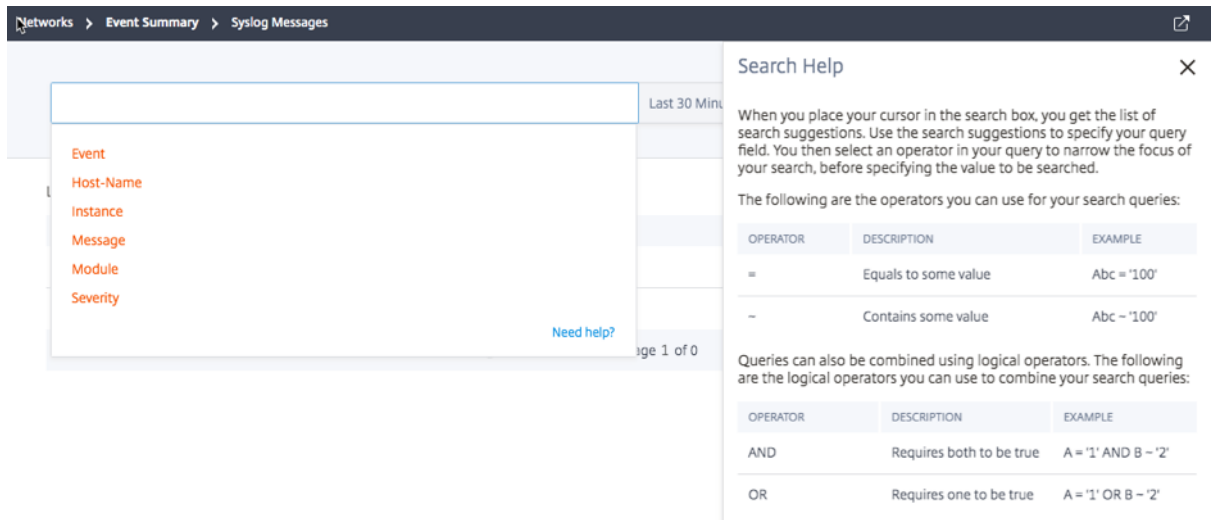 Networks > Event Summary > Syslog Messages
Last 30 Minu
Event
Host-Name
Instance
Message
Module
Severity
Need help?
age 1 of 0
Search Help
When you place your cursor in the search box, you get the list of
search suggestions. Use the search suggestions to specify your query
field. You then select an operator in your query to narrow the focus of
your search, before specifying the value to be searched.
The following are the operators you can use for your search queries:
OPERATOR DESCRIPTION EXAMPLE
= Equals to some value Abc = '100'
~ Contains some value Abc ~ '100'
Queries can also be combined using logical operators. The following
are the logical operators you can use to combine your search queries:
OPERATOR DESCRIPTION EXAMPLE
AND Requires both to be true A = '1' AND B ~ '2'
OR Requires one to be true A = '1' OR B ~ '2'